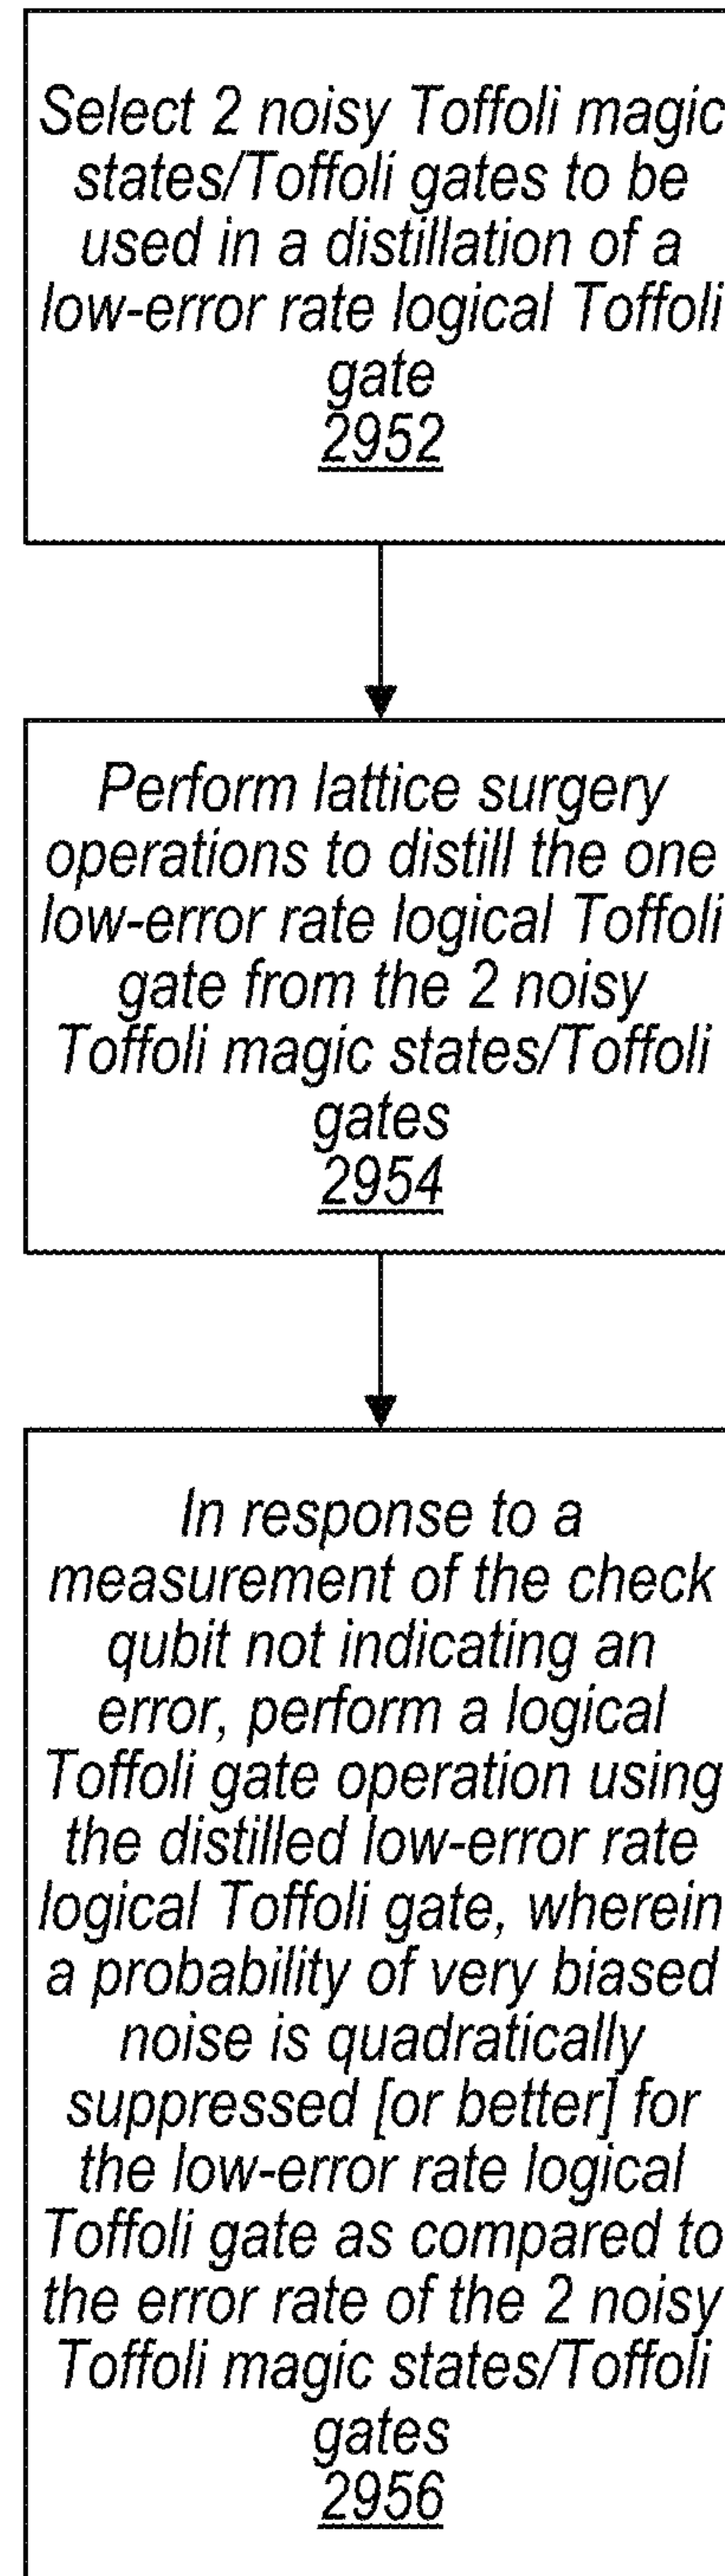 Select 2 noisy Toffoli magic
states/Toffoli gates to be
used in a distillation of a
low-error rate logical Toffoli
gate
2952
Perform lattice surgery
operations to distill the one
low-error rate logical Toffoli
gate from the 2 noisy
Toffoli magic states/Toffoli
gates
2954
In response to a
measurement of the check
qubit not indicating an
error, perform a logical
Toffoli gate operation using
the distilled low-error rate
logical Toffoli gate, wherein
a probability of very biased
noise is quadratically
suppressed [or better] for
the low-error rate logical
Toffoli gate as compared to
the error rate of the 2 noisy
Toffoli magic states/Toffoli
gates
2956